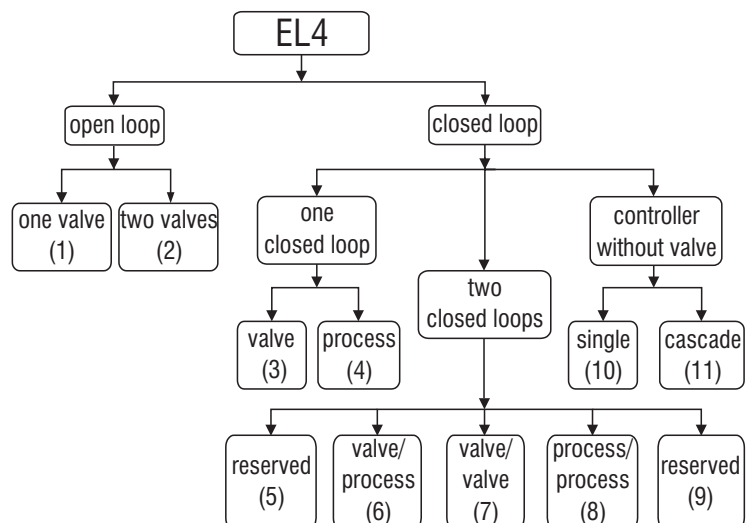 EL4
open loop
closed loop
one valve
(1)
two valves
(2)
one
closed loop
controller
without valve
two
closed loops
valve
(3)
process
(4)
single
(10)
cascade
(11)
reserved
(5)
valve/
process
(6)
valve/
valve
(7)
process/
process
(8)
reserved
(9)